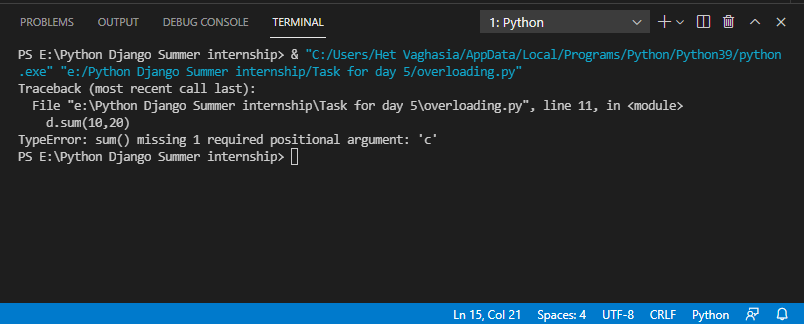 PROBLEMS OUTPUT DEBUG CONSOLE TERMINAL 1: Python
PS E:\Python Django Summer internship> & "C:/Users/Het Vaghasia/AppData/Local/Programs/Python/Python39/python
.exe" "e:/Python Django Summer internship/Task for day 5/overloading.py"
Traceback (most recent call last):
  File "e:\Python Django Summer internship\Task for day 5\overloading.py", line 11, in <module>
    d.sum(10,20)
TypeError: sum() missing 1 required positional argument: 'c'
PS E:\Python Django Summer internship>
Ln 15, Col 21 Spaces: 4 UTF-8 CRLF Python